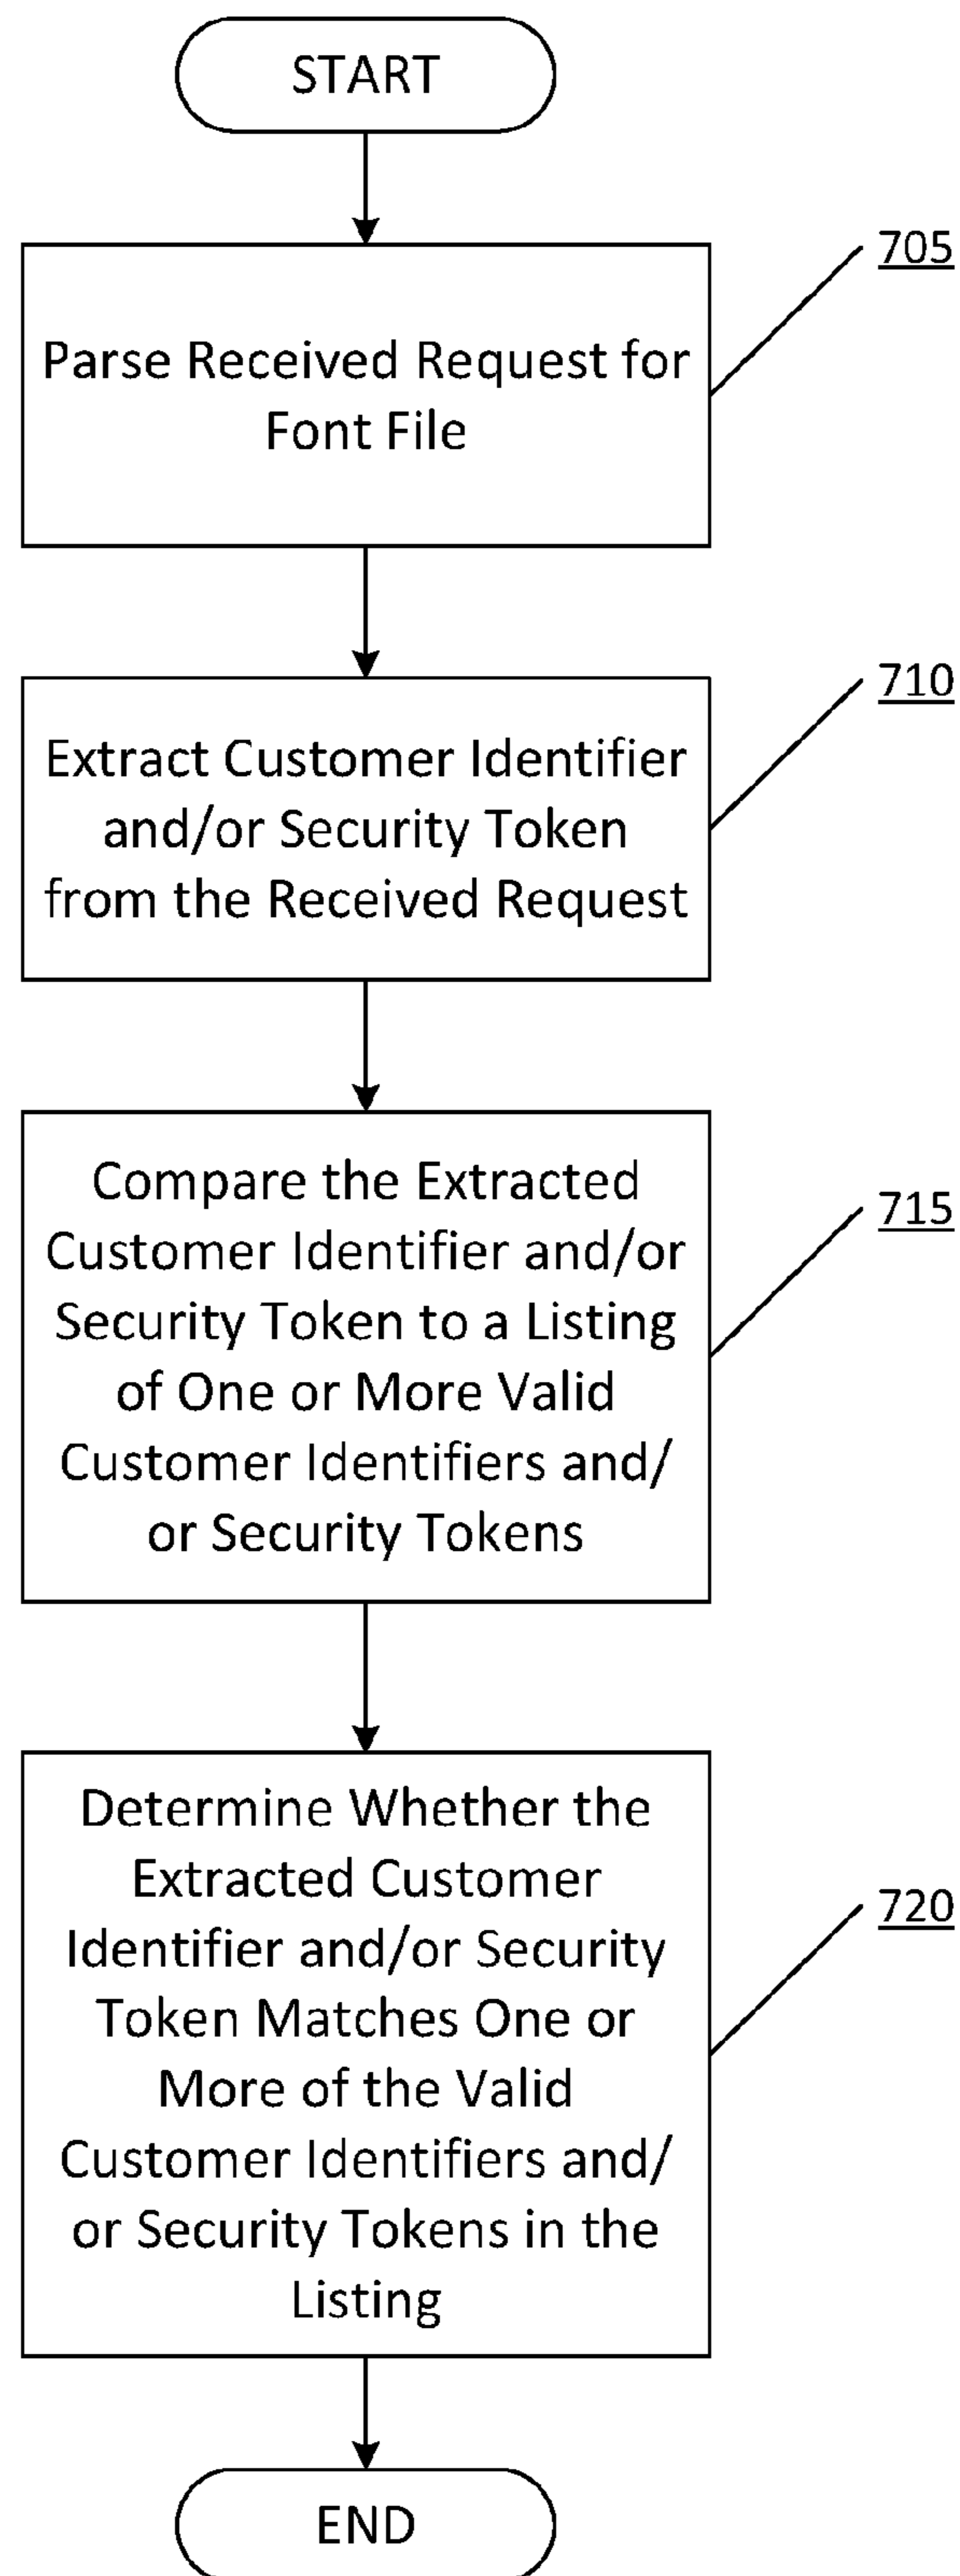 START
705
Parse Received Request for
Font File
710
Extract Customer Identifier
and/or Security Token
from the Received Request
715
Compare the Extracted
Customer Identifier and/or
Security Token to a Listing
of One or More Valid
Customer Identifiers and/
or Security Tokens
720
Determine Whether the
Extracted Customer
Identifier and/or Security
Token Matches One or
More of the Valid
Customer Identifiers and/
or Security Tokens in the
Listing
END